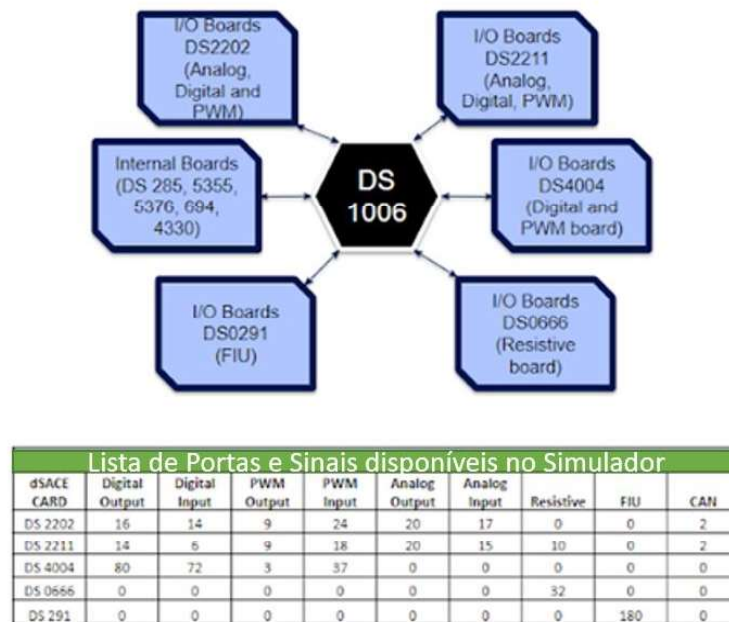 I/O Boards
DS2202
(Analog,
Digital and
PWM)
I/O Boards
DS2211
(Analog,
Digital, PWM)
Internal Boards
(DS 285, 5355,
5376, 694,
4330)
DS
1006
I/O Boards
DS4004
(Digital and
PWM board)
I/O Boards
DS0291
(FIU)
I/O Boards
DS0666
(Resistive
board)
Lista de Portas e Sinais disponíveis no Simulador
dSACE CARD Digital Output Digital Input PWM Output PWM Input Analog Output Analog Input Resistive FIU CAN
DS 2202 16 14 9 24 20 17 0 0 2
DS 2211 14 6 9 18 20 15 10 0 2
DS 4004 80 72 3 37 0 0 0 0 0
DS 0666 0 0 0 0 0 0 32 0 0
DS 291 0 0 0 0 0 0 0 180 0